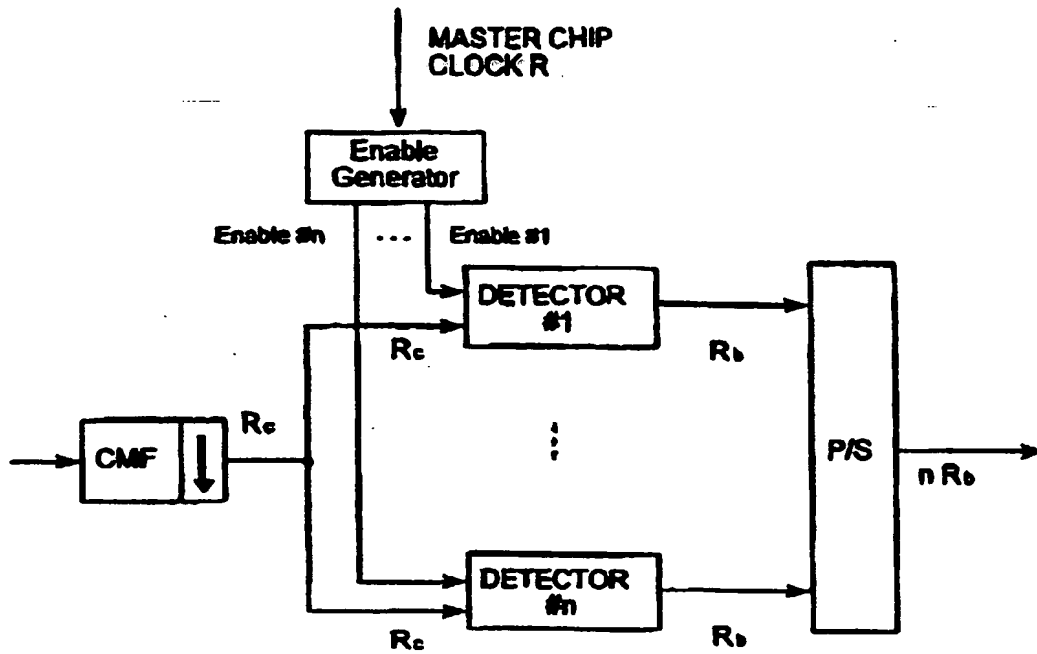 MASTER CHIP
CLOCK R
Enable
Generator
Enable #n
...
Enable #1
DETECTOR
#1
Rc
Rb
Rc
CMF
P/S
n Rb
DETECTOR
#n
Rc
Rb